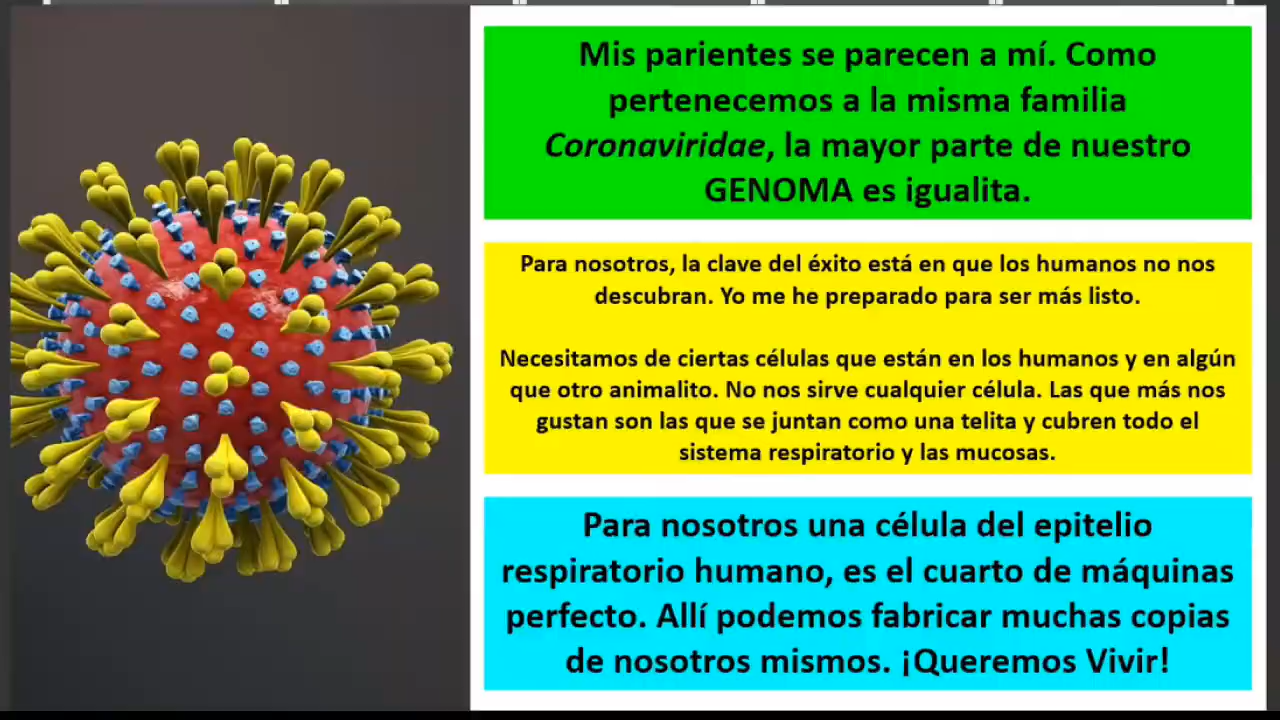 Mis parientes se parecen a mí. Como
pertenecemos a la misma familia
Coronaviridae, la mayor parte de nuestro
GENOMA es igualita.
Para nosotros, la clave del éxito está en que los humanos no nos
descubran. Yo me he preparado para ser más listo.
Necesitamos de ciertas células que están en los humanos y en algún
que otro animalito. No nos sirve cualquier célula. Las que más nos
gustan son las que se juntan como una telita y cubren todo el
sistema respiratorio y las mucosas.
Para nosotros una célula del epitelio
respiratorio humano, es el cuarto de máquinas
perfecto. Allí podemos fabricar muchas copias
de nosotros mismos. ¡Queremos Vivir!